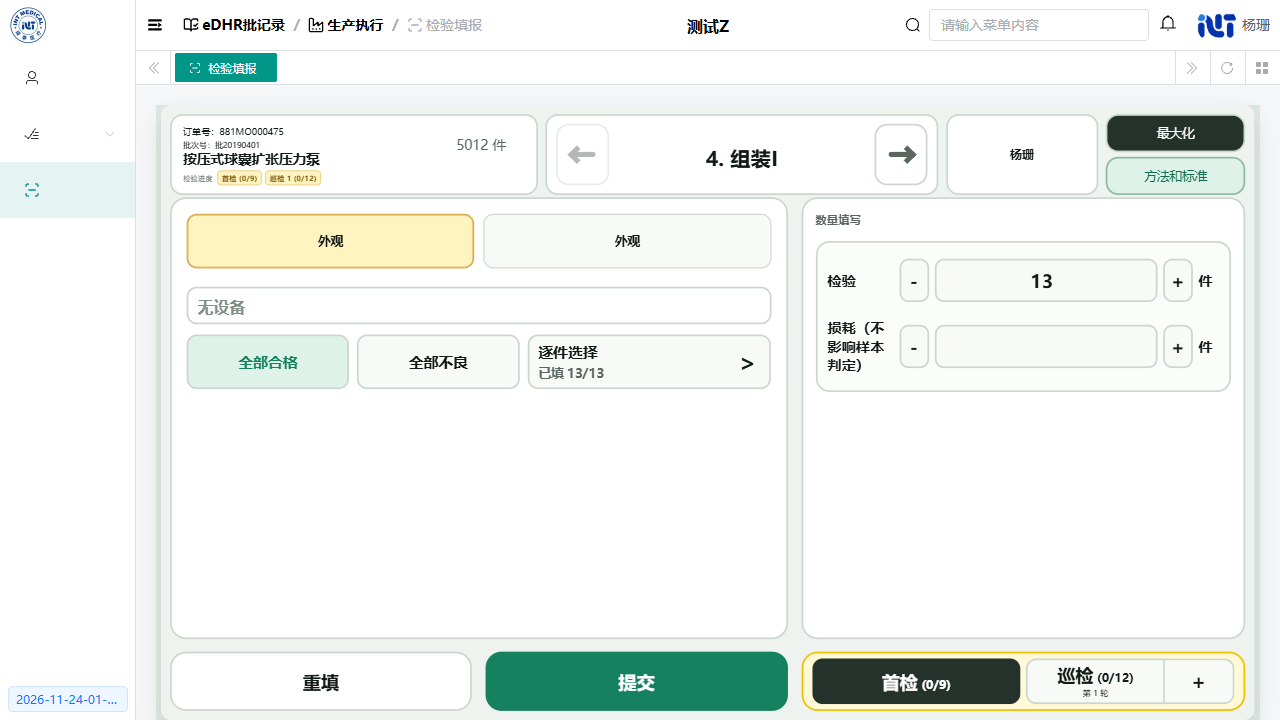 eDHR批记录 / 生产执行 / 检验填报
测试Z
请输入菜单内容
杨珊
检验填报
订单号：881MO000475
批次号：批20190401
按压式球囊扩张压力泵
检验进度 首检 (0/9) 巡检 1 (0/12)
5012 件
4. 组装I
杨珊
最大化
方法和标准
外观
外观
无设备
全部合格
全部不良
逐件选择
已填 13/13
>
数量填写
检验 - 13 + 件
损耗（不
影响样本
判定）
- + 件
重填
提交
首检 (0/9)
巡检 (0/12)
第 1 轮
+
2026-11-24-01-...